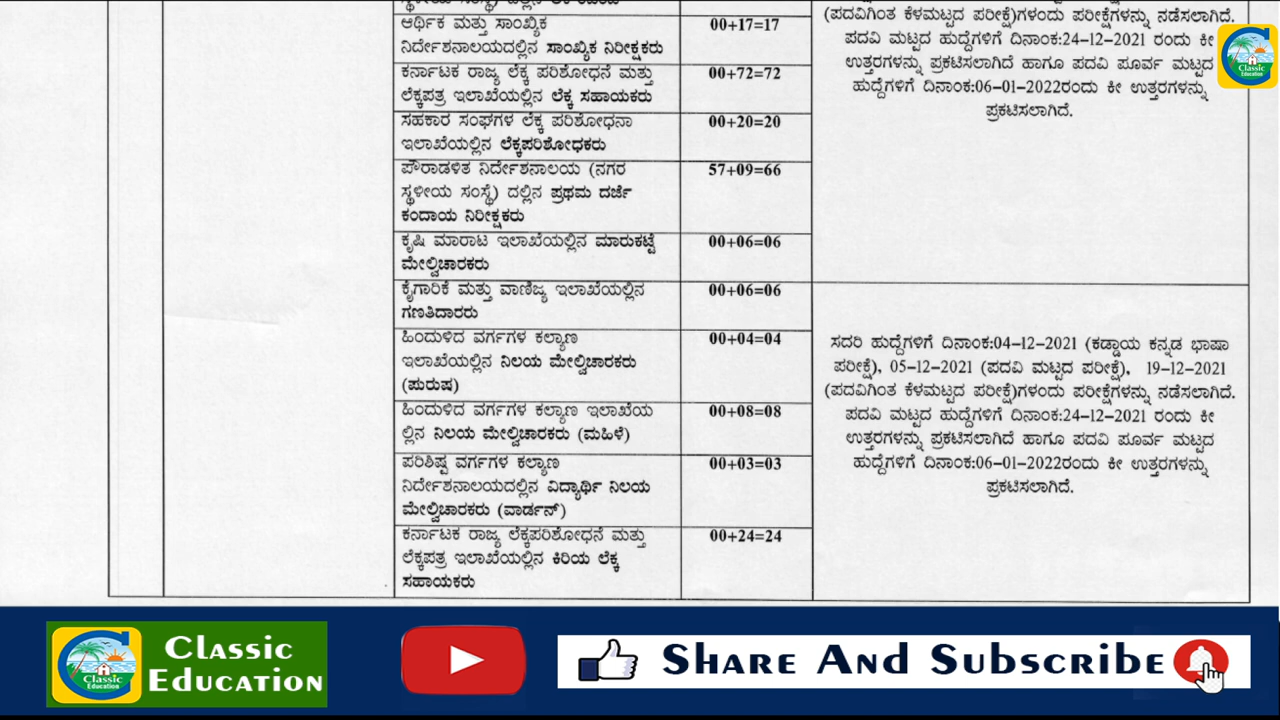 ಆರ್ಥಿಕ ಮತ್ತು ಸಾಂಖ್ಯಿಕ
ನಿರ್ದೇಶನಾಲಯದಲ್ಲಿನ ಸಾಂಖ್ಯಿಕ ನಿರೀಕ್ಷಕರು
00+17=17
ಕರ್ನಾಟಕ ರಾಜ್ಯ ಲೆಕ್ಕ ಪರಿಶೋಧನೆ ಮತ್ತು
ಲೆಕ್ಕಪತ್ರ ಇಲಾಖೆಯಲ್ಲಿನ ಲೆಕ್ಕ ಸಹಾಯಕರು
00+72=72
ಸಹಕಾರ ಸಂಘಗಳ ಲೆಕ್ಕ ಪರಿಶೋಧನಾ
ಇಲಾಖೆಯಲ್ಲಿನ ಲೆಕ್ಕಪರಿಶೋಧಕರು
00+20=20
ಪೌರಾಡಳಿತ ನಿರ್ದೇಶನಾಲಯ (ನಗರ
ಸ್ಥಳೀಯ ಸಂಸ್ಥೆ) ದಲ್ಲಿನ ಪ್ರಥಮ ದರ್ಜೆ
ಕಂದಾಯ ನಿರೀಕ್ಷಕರು
57+09=66
ಕೃಷಿ ಮಾರಾಟ ಇಲಾಖೆಯಲ್ಲಿನ ಮಾರುಕಟ್ಟೆ
ಮೇಲ್ವಿಚಾರಕರು
00+06=06
(ಪದವಿಗಿಂತ ಕೆಳಮಟ್ಟದ ಪರೀಕ್ಷೆ)ಗಳಂದು ಪರೀಕ್ಷೆಗಳನ್ನು ನಡೆಸಲಾಗಿದೆ.
ಪದವಿ ಮಟ್ಟದ ಹುದ್ದೆಗಳಿಗೆ ದಿನಾಂಕ:24-12-2021 ರಂದು ಕೀ
ಉತ್ತರಗಳನ್ನು ಪ್ರಕಟಿಸಲಾಗಿದೆ ಹಾಗೂ ಪದವಿ ಪೂರ್ವ ಮಟ್ಟದ
ಹುದ್ದೆಗಳಿಗೆ ದಿನಾಂಕ:06-01-2022ರಂದು ಕೀ ಉತ್ತರಗಳನ್ನು
ಪ್ರಕಟಿಸಲಾಗಿದೆ.
Classic
Education
ಕೈಗಾರಿಕೆ ಮತ್ತು ವಾಣಿಜ್ಯ ಇಲಾಖೆಯಲ್ಲಿನ
ಗಣತಿದಾರರು
00+06=06
ಹಿಂದುಳಿದ ವರ್ಗಗಳ ಕಲ್ಯಾಣ
ಇಲಾಖೆಯಲ್ಲಿನ ನಿಲಯ ಮೇಲ್ವಿಚಾರಕರು
(ಪುರುಷ)
00+04=04
ಹಿಂದುಳಿದ ವರ್ಗಗಳ ಕಲ್ಯಾಣ ಇಲಾಖೆಯ
ಲ್ಲಿನ ನಿಲಯ ಮೇಲ್ವಿಚಾರಕರು (ಮಹಿಳೆ)
00+08=08
ಪರಿಶಿಷ್ಟ ವರ್ಗಗಳ ಕಲ್ಯಾಣ
ನಿರ್ದೇಶನಾಲಯದಲ್ಲಿನ ವಿದ್ಯಾರ್ಥಿ ನಿಲಯ
ಮೇಲ್ವಿಚಾರಕರು (ವಾರ್ಡನ್)
00+03=03
ಕರ್ನಾಟಕ ರಾಜ್ಯ ಲೆಕ್ಕಪರಿಶೋಧನೆ ಮತ್ತು
ಲೆಕ್ಕಪತ್ರ ಇಲಾಖೆಯಲ್ಲಿನ ಕಿರಿಯ ಲೆಕ್ಕ
ಸಹಾಯಕರು
00+24=24
ಸದರಿ ಹುದ್ದೆಗಳಿಗೆ ದಿನಾಂಕ:04-12-2021 (ಕಡ್ಡಾಯ ಕನ್ನಡ ಭಾಷಾ
ಪರೀಕ್ಷೆ), 05-12-2021 (ಪದವಿ ಮಟ್ಟದ ಪರೀಕ್ಷೆ), 19-12-2021
(ಪದವಿಗಿಂತ ಕೆಳಮಟ್ಟದ ಪರೀಕ್ಷೆ)ಗಳಂದು ಪರೀಕ್ಷೆಗಳನ್ನು ನಡೆಸಲಾಗಿದೆ.
ಪದವಿ ಮಟ್ಟದ ಹುದ್ದೆಗಳಿಗೆ ದಿನಾಂಕ:24-12-2021 ರಂದು ಕೀ
ಉತ್ತರಗಳನ್ನು ಪ್ರಕಟಿಸಲಾಗಿದೆ ಹಾಗೂ ಪದವಿ ಪೂರ್ವ ಮಟ್ಟದ
ಹುದ್ದೆಗಳಿಗೆ ದಿನಾಂಕ:06-01-2022ರಂದು ಕೀ ಉತ್ತರಗಳನ್ನು
ಪ್ರಕಟಿಸಲಾಗಿದೆ.
Classic
Education
Classic
Education
Share And Subscribe